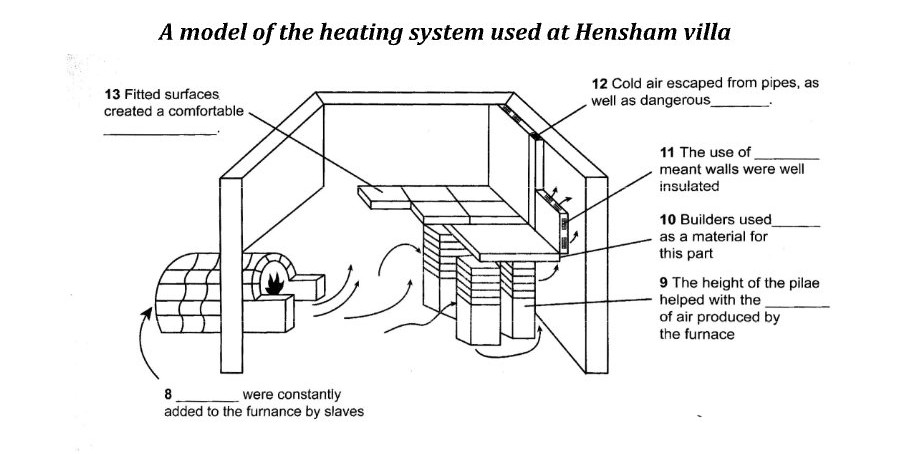 A model of the heating system used at Hensham villa
13 Fitted surfaces
created a comfortable
____________.
12 Cold air escaped from pipes, as
well as dangerous________.
11 The use of ________
meant walls were well
insulated
10 Builders used______
as a material for
this part
9 The height of the pilae
helped with the ________
of air produced by
the furnace
8 ________ were constantly
added to the furnance by slaves